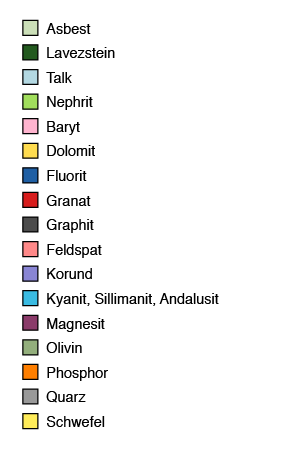 Asbest
Lavezstein
Talk
Nephrit
Baryt
Dolomit
Fluorit
Granat
Graphit
Feldspat
Korund
Kyanit, Sillimanit, Andalusit
Magnesit
Olivin
Phosphor
Quarz
Schwefel